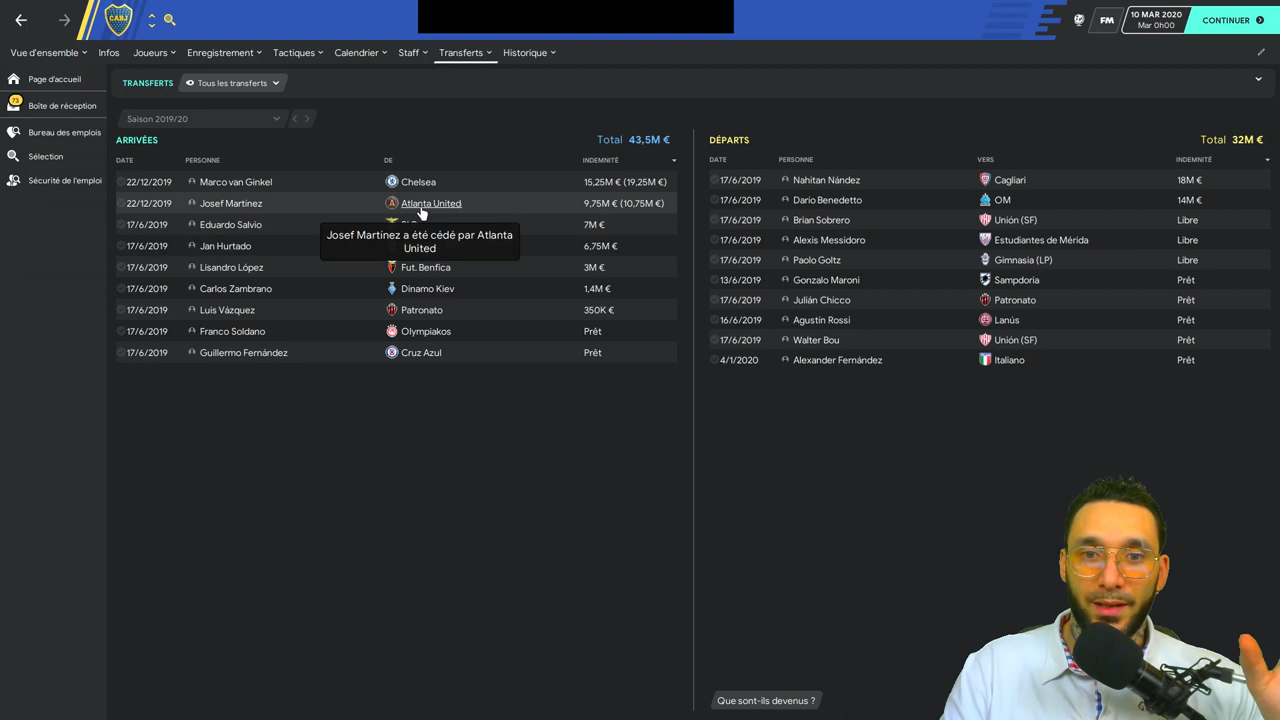 CABJ
FM
10 MAR 2020
Mar 0h00
CONTINUER
Vue d'ensemble
Infos
Joueurs
Enregistrement
Tactiques
Calendrier
Staff
Transferts
Historique
Page d'accueil
73
Boîte de réception
Bureau des emplois
Sélection
Sécurité de l'emploi
TRANSFERTS
Tous les transferts
Saison 2019/20
ARRIVÉES Total 43,5M €
DATE PERSONNE DE INDEMNITÉ
22/12/2019 Marco van Ginkel Chelsea 15,25M € (19,25M €)
22/12/2019 Josef Martínez Atlanta United 9,75M € (10,75M €)
17/6/2019 Eduardo Salvio 7M €
17/6/2019 Jan Hurtado 6,75M €
17/6/2019 Lisandro López Fut. Benfica 3M €
17/6/2019 Carlos Zambrano Dinamo Kiev 1,4M €
17/6/2019 Luis Vázquez Patronato 350K €
17/6/2019 Franco Soldano Olympiakos Prêt
17/6/2019 Guillermo Fernández Cruz Azul Prêt
Josef Martínez a été cédé par Atlanta
United
DÉPARTS Total 32M €
DATE PERSONNE VERS INDEMNITÉ
17/6/2019 Nahitan Nández Cagliari 18M €
17/6/2019 Darío Benedetto OM 14M €
17/6/2019 Brian Sobrero Unión (SF) Libre
17/6/2019 Alexis Messidoro Estudiantes de Mérida Libre
17/6/2019 Paolo Goltz Gimnasia (LP) Libre
13/6/2019 Gonzalo Maroni Sampdoria Prêt
17/6/2019 Julián Chicco Patronato Prêt
16/6/2019 Agustín Rossi Lanús Prêt
17/6/2019 Walter Bou Unión (SF) Prêt
4/1/2020 Alexander Fernández Italiano Prêt
Que sont-ils devenus ?